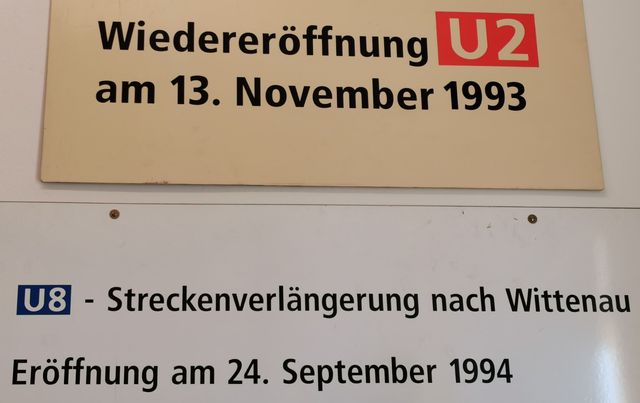 Wiedereröffnung U2
am 13. November 1993
U8 - Streckenverlängerung nach Wittenau
Eröffnung am 24. September 1994